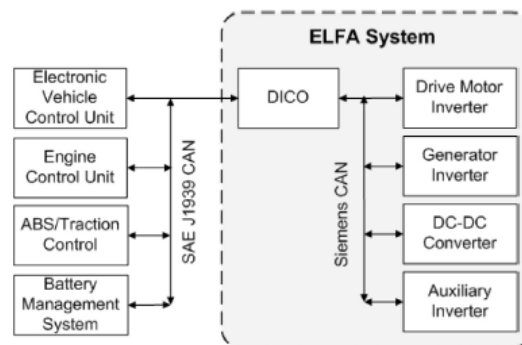 ELFA System
Electronic
Vehicle
Control Unit
DICO
Drive Motor
Inverter
Engine
Control Unit
Generator
Inverter
SAE J1939 CAN
Siemens CAN
ABS/Traction
Control
DC-DC
Converter
Battery
Management
System
Auxiliary
Inverter